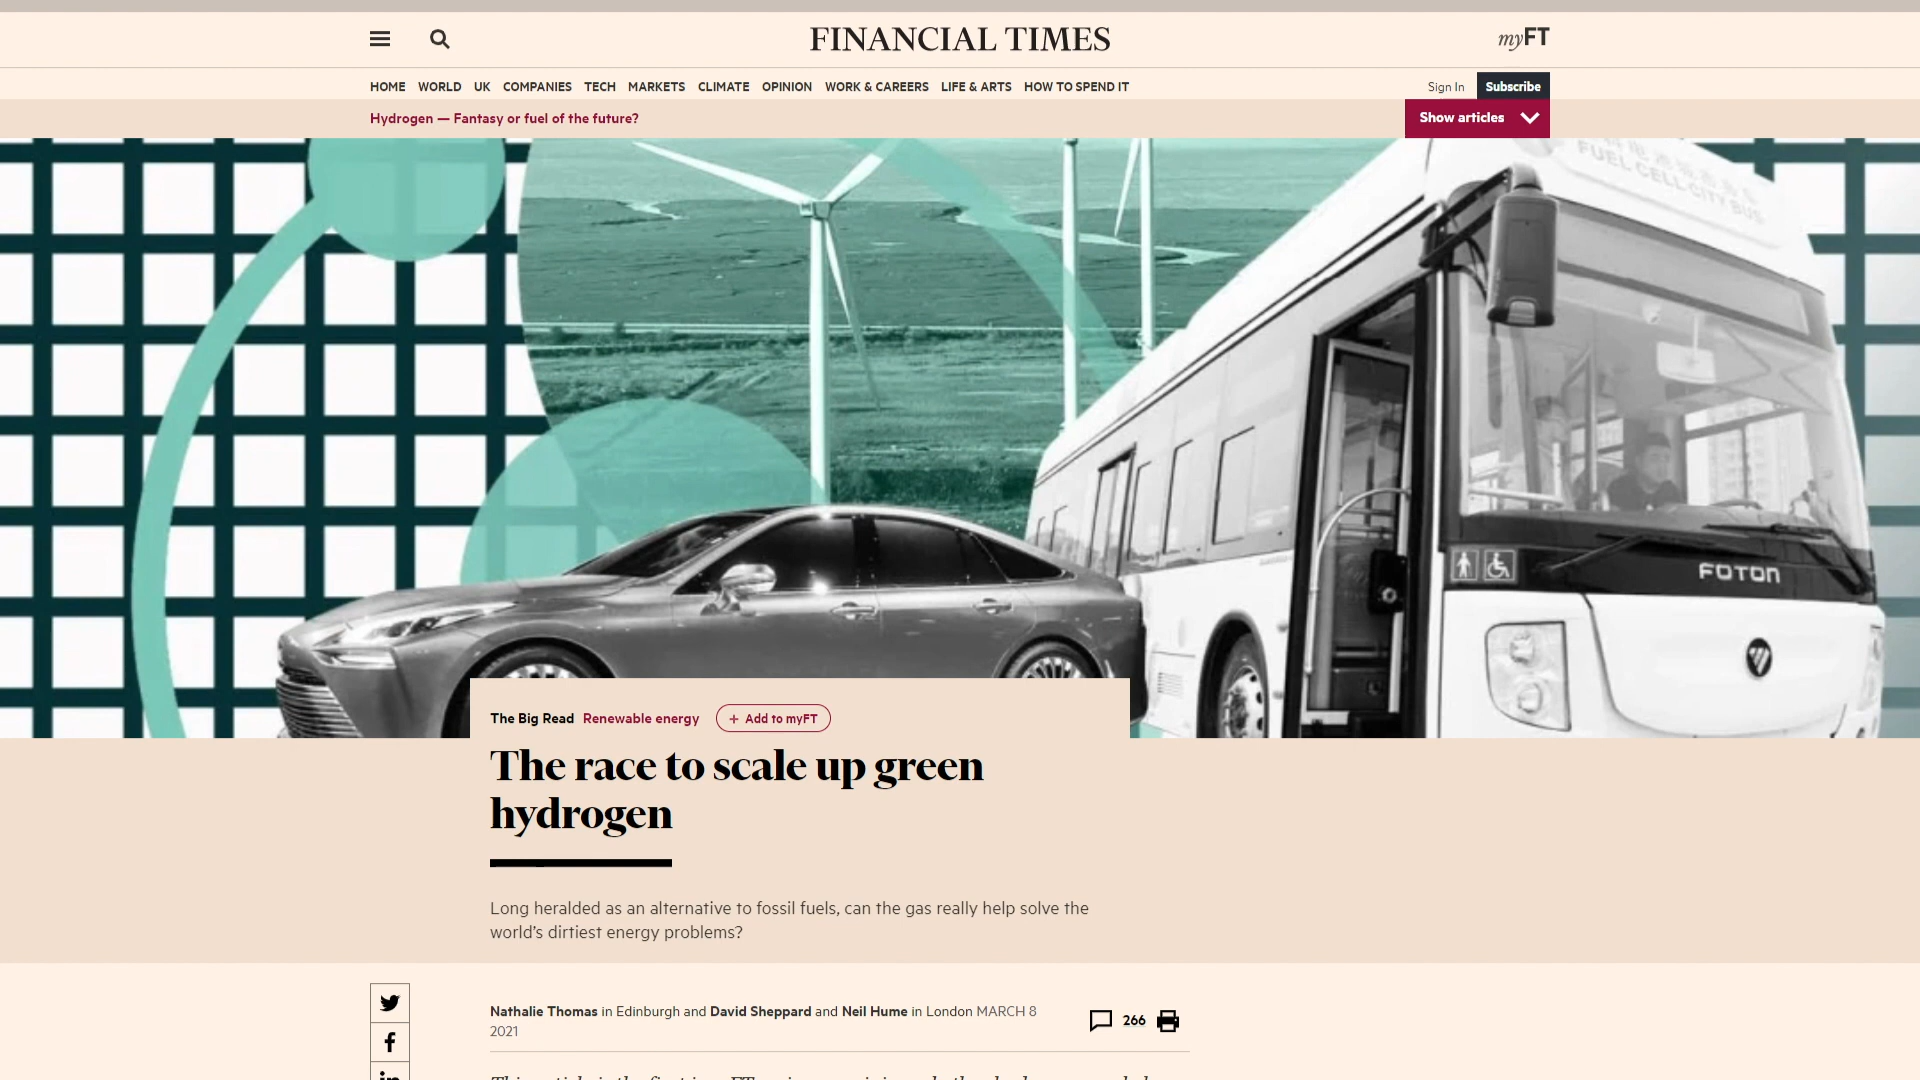 FINANCIAL TIMES
myFT
HOME WORLD UK COMPANIES TECH MARKETS CLIMATE OPINION WORK & CAREERS LIFE & ARTS HOW TO SPEND IT
Sign In Subscribe
Hydrogen — Fantasy or fuel of the future?
Show articles
FUEL CELL CITY BUS
FOTON
The Big Read Renewable energy + Add to myFT
The race to scale up green
hydrogen
Long heralded as an alternative to fossil fuels, can the gas really help solve the
world’s dirtiest energy problems?
Nathalie Thomas in Edinburgh and David Sheppard and Neil Hume in London MARCH 8
2021
266